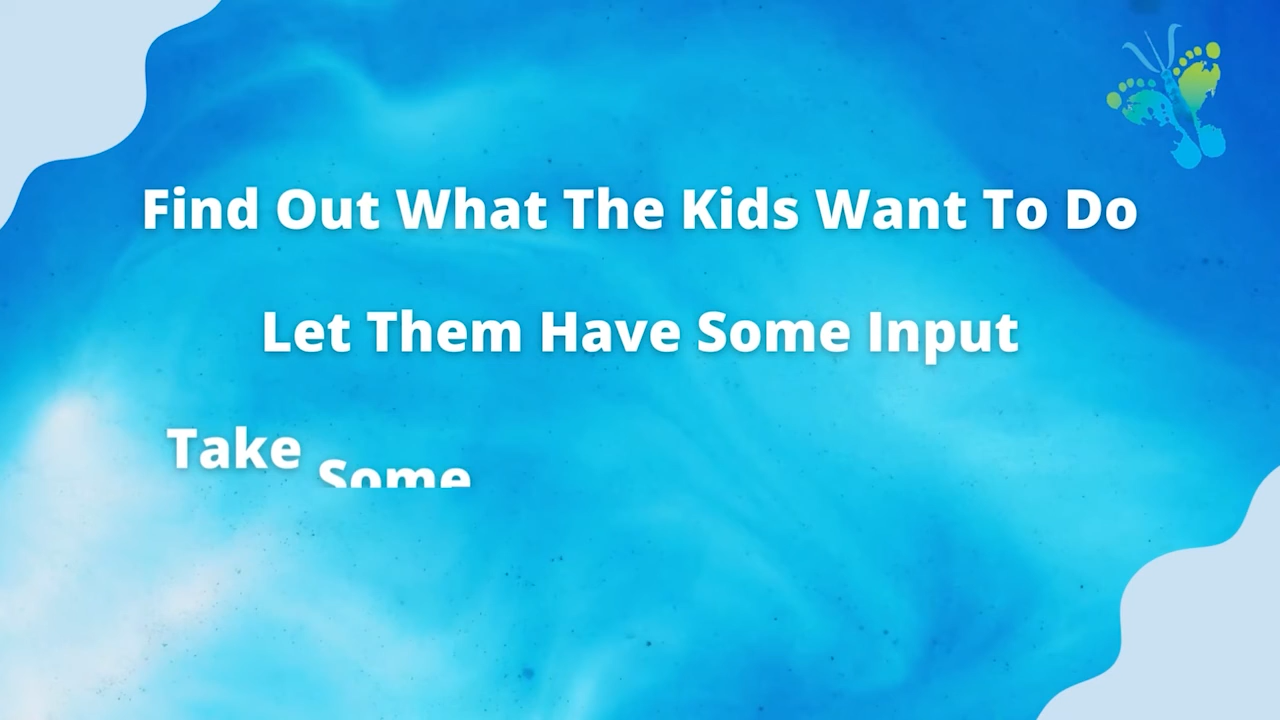 Find Out What The Kids Want To Do
Let Them Have Some Input
Take Some